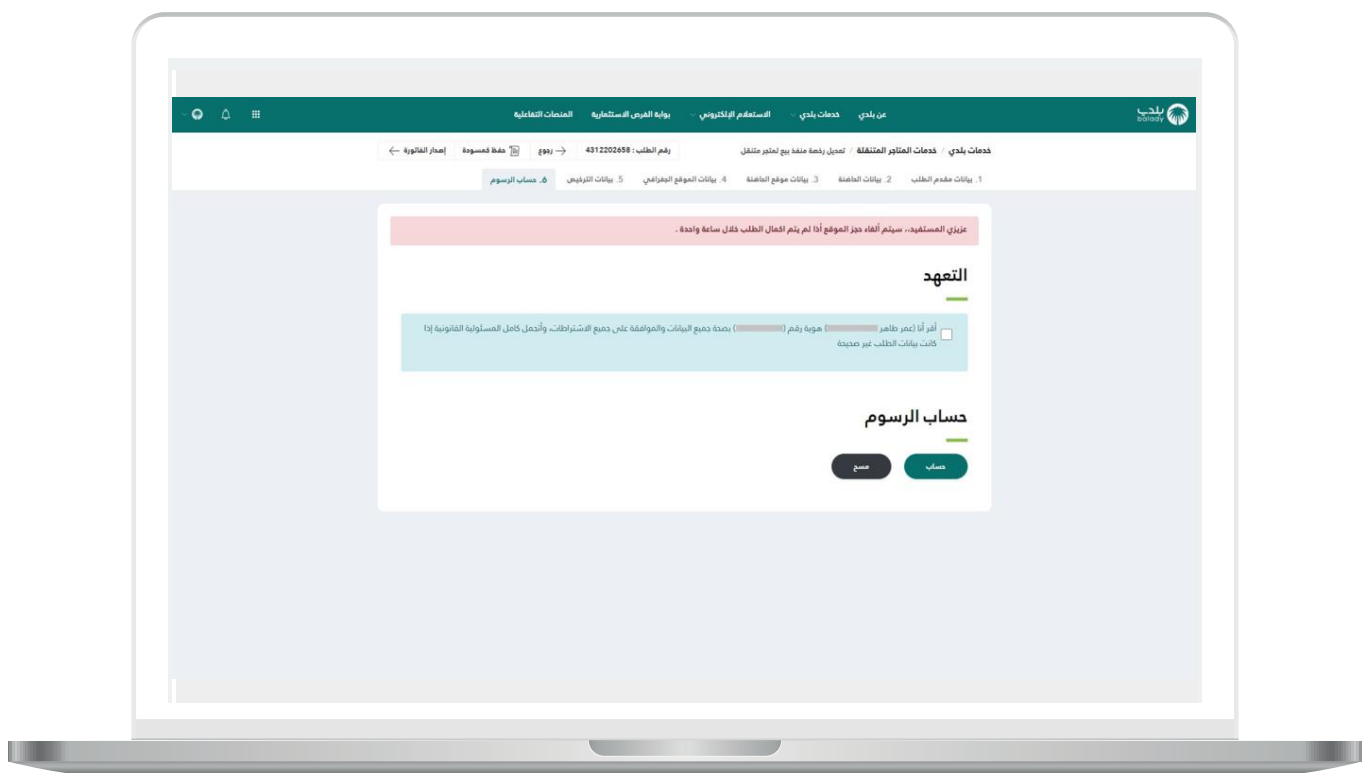 بلدي
balady
عن بلدي خدمات بلدي الاستعلام الإلكتروني بوابة الفرص الاستثمارية المنصات التفاعلية
خدمات بلدي / خدمات المتاجر المتنقلة / تعديل رخصة منفذ بيع لمتجر متنقل رقم الطلب : 4312202658 رجوع حفظ كمسودة إصدار الفاتورة
1. بيانات مقدم الطلب 2. بيانات الحاضنة 3. بيانات موقع الحاضنة 4. بيانات الموقع الجغرافي 5. بيانات الترخيص 6. حساب الرسوم
عزيزي المستفيد،، سيتم ألغاء حجز الموقع أذا لم يتم اكمال الطلب خلال ساعة واحدة .
التعهد
أقر أنا (عمر طاهر ) هوية رقم ( ) بصحة جميع البيانات والموافقة على جميع الاشتراطات، وأتحمل كامل المسئولية القانونية إذا
كانت بيانات الطلب غير صحيحة
حساب الرسوم
حساب مسح